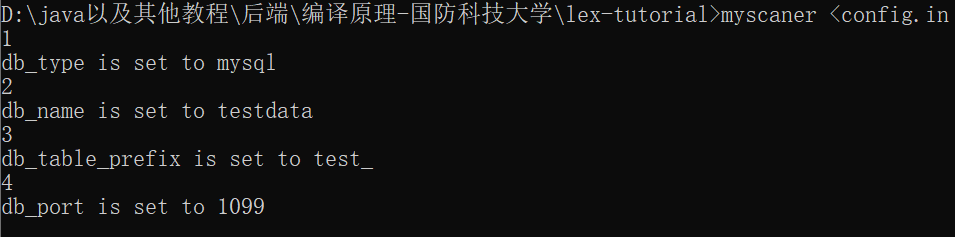 D:\java以及其他教程\后端\编译原理-国防科技大学\lex-tutorial>myscaner <config.in
1
db_type is set to mysql
2
db_name is set to testdata
3
db_table_prefix is set to test_
4
db_port is set to 1099